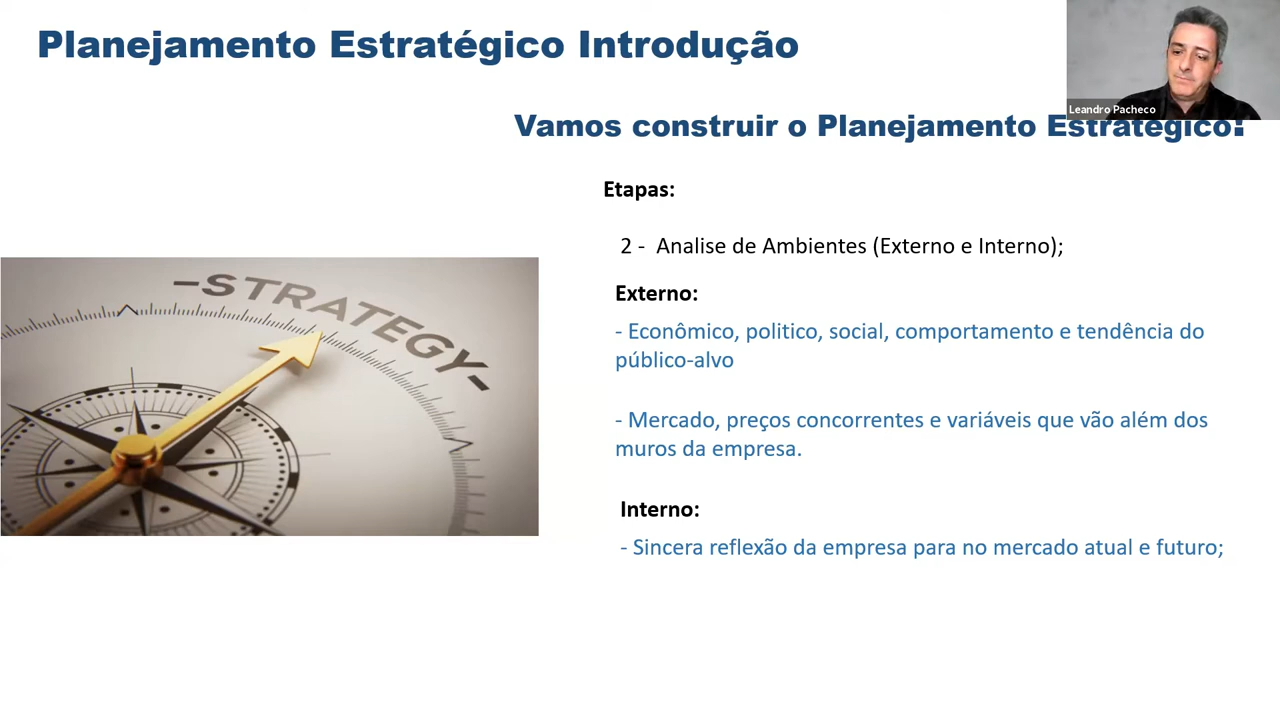 Planejamento Estratégico Introdução
Leandro Pacheco
Vamos construir o Planejamento Estratégico:
Etapas:
2 - Analise de Ambientes (Externo e Interno);
-STRATEGY-
Externo:
- Econômico, politico, social, comportamento e tendência do
público-alvo
- Mercado, preços concorrentes e variáveis que vão além dos
muros da empresa.
Interno:
- Sincera reflexão da empresa para no mercado atual e futuro;